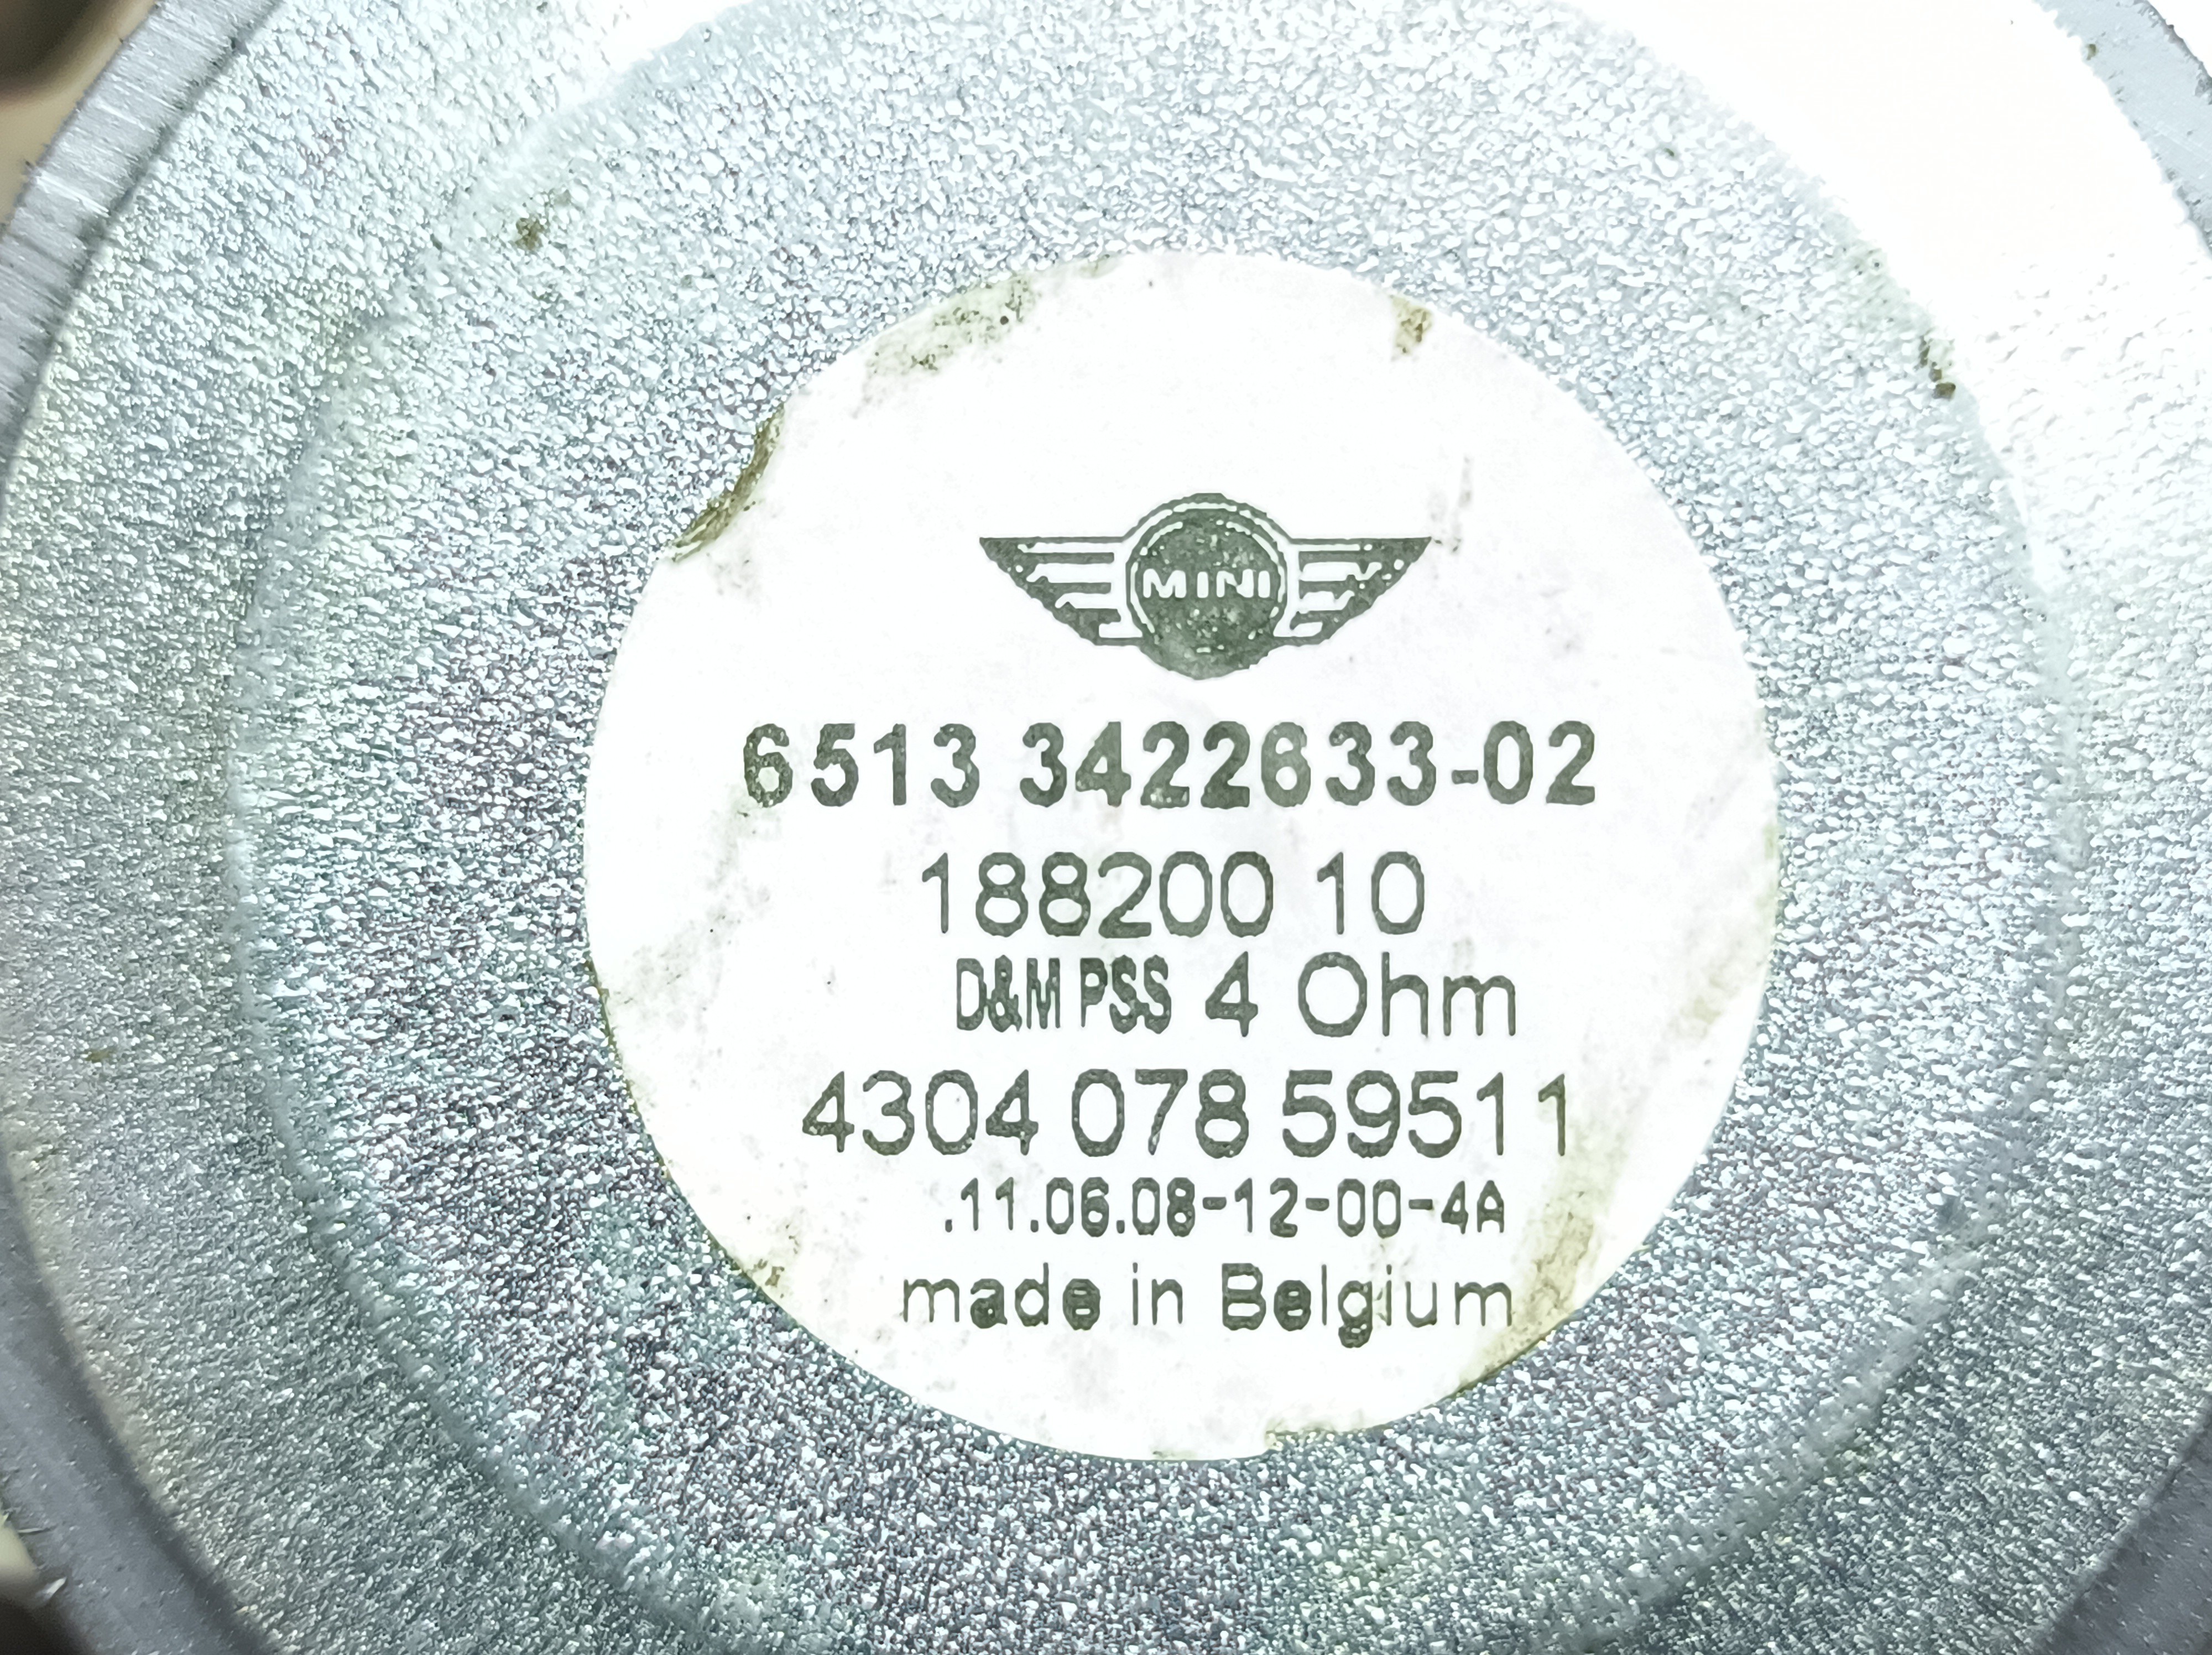 MINI
6513 3422633-02
188200 10
D&M PSS 4 Ohm
4304 078 59511
.11.06.08-12-00-4A
made in Belgium